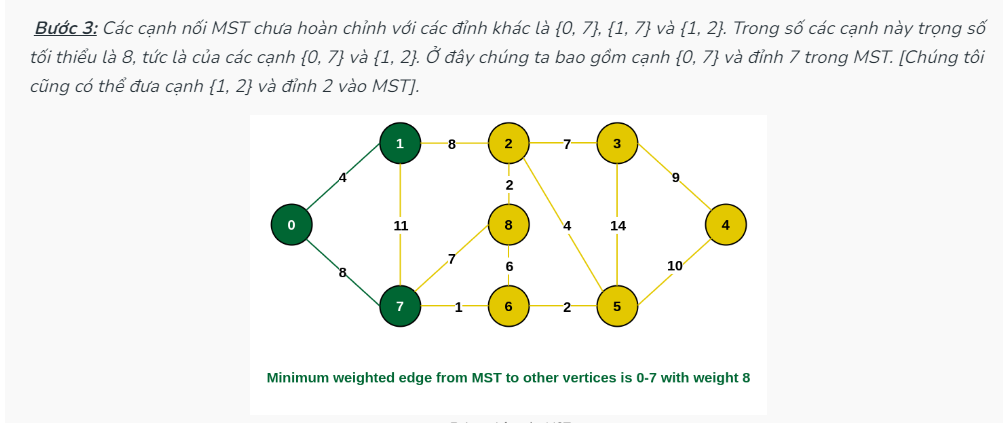 Bước 3: Các cạnh nối MST chưa hoàn chỉnh với các đỉnh khác là {0, 7}, {1, 7} và {1, 2}. Trong số các cạnh này trọng số
tối thiểu là 8, tức là của các cạnh {0, 7} và {1, 2}. Ở đây chúng ta bao gồm cạnh {0, 7} và đỉnh 7 trong MST. [Chúng tôi
cũng có thể đưa cạnh {1, 2} và đỉnh 2 vào MST].
1 8 2 7 3
4 2 9
0 11 8 4 14 4
8 7 6 10
7 1 6 2 5
Minimum weighted edge from MST to other vertices is 0-7 with weight 8